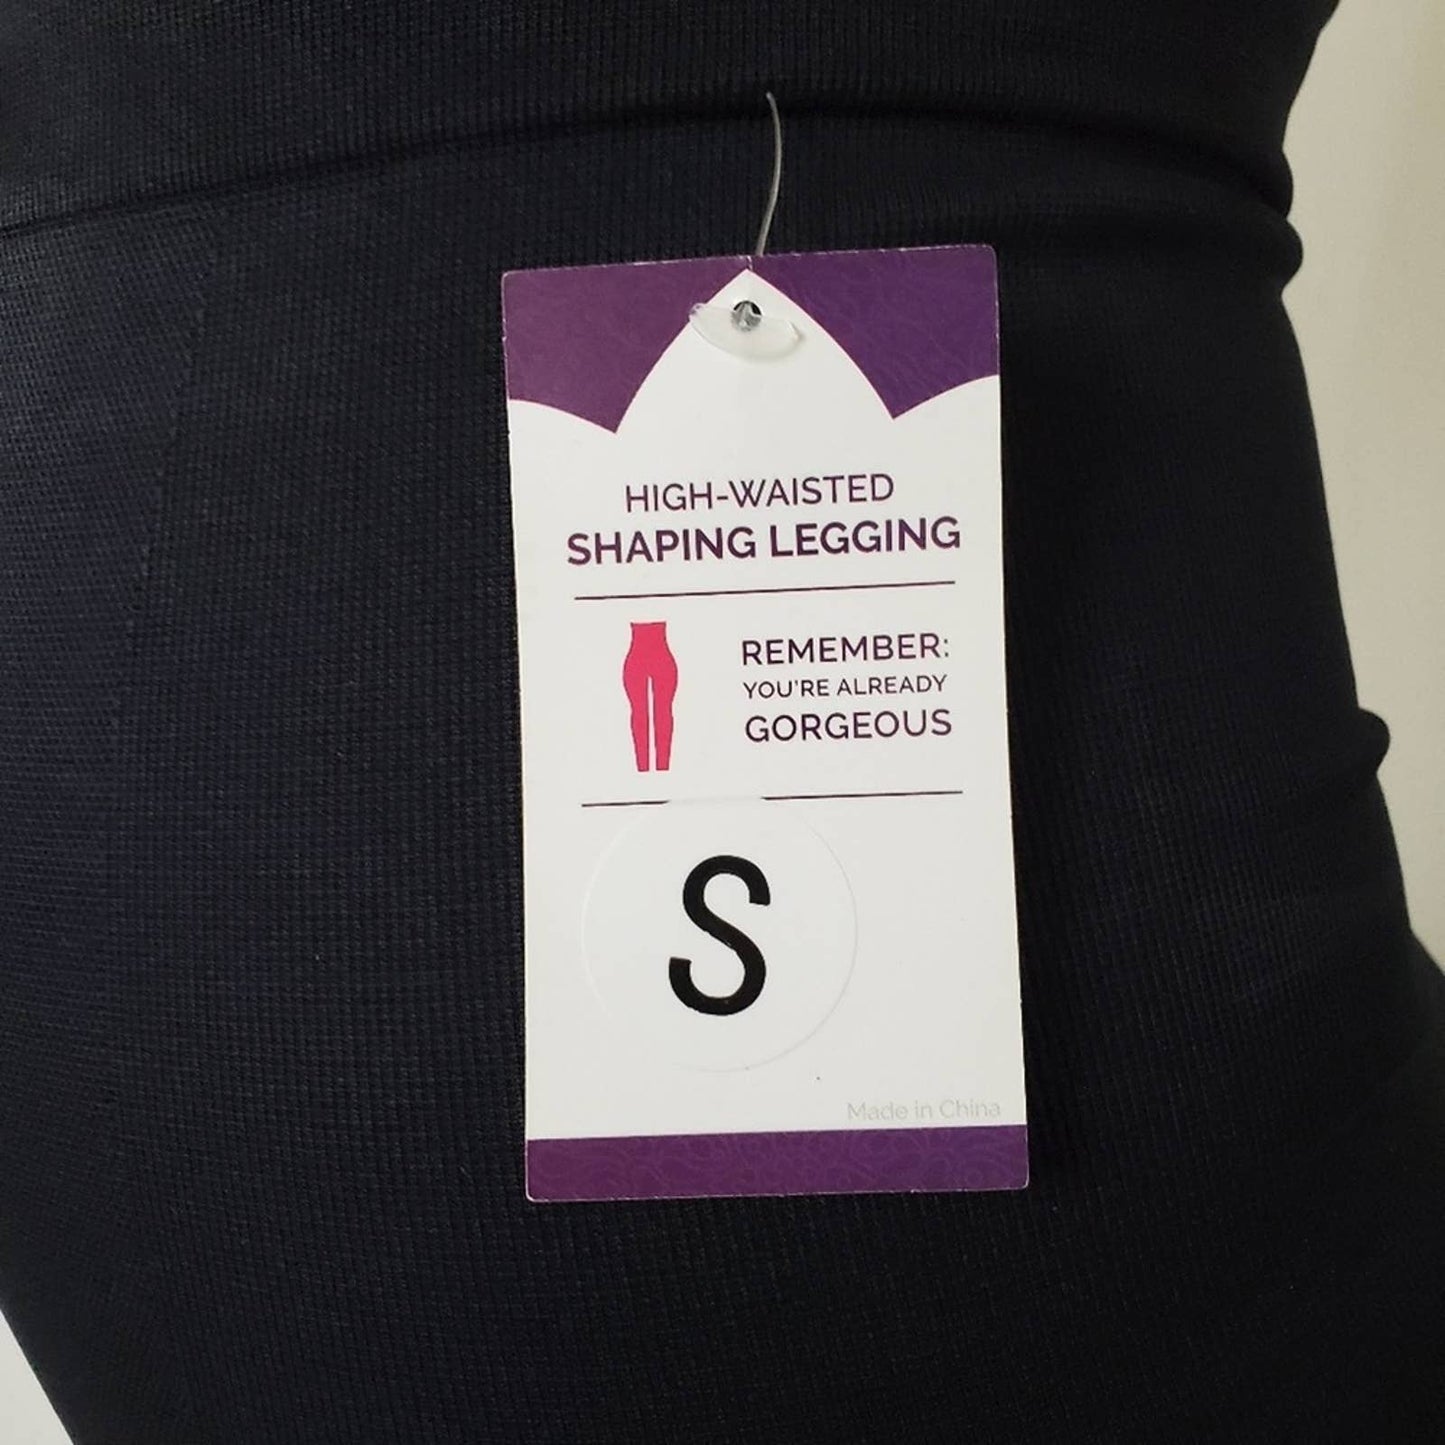 HIGH-WAISTED
SHAPING LEGGING
REMEMBER:
YOU'RE ALREADY
GORGEOUS
S
Made in China